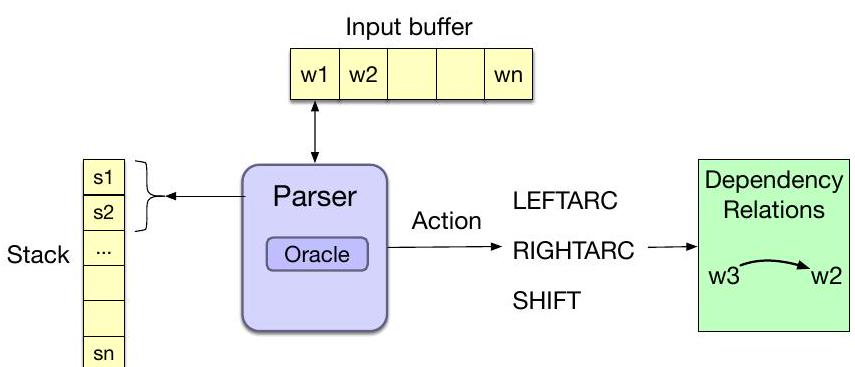 Input buffer
w1 w2 wn
s1
s2
...
sn
Stack
Parser
Oracle
Action
LEFTARC
RIGHTARC
SHIFT
Dependency
Relations
w3 w2